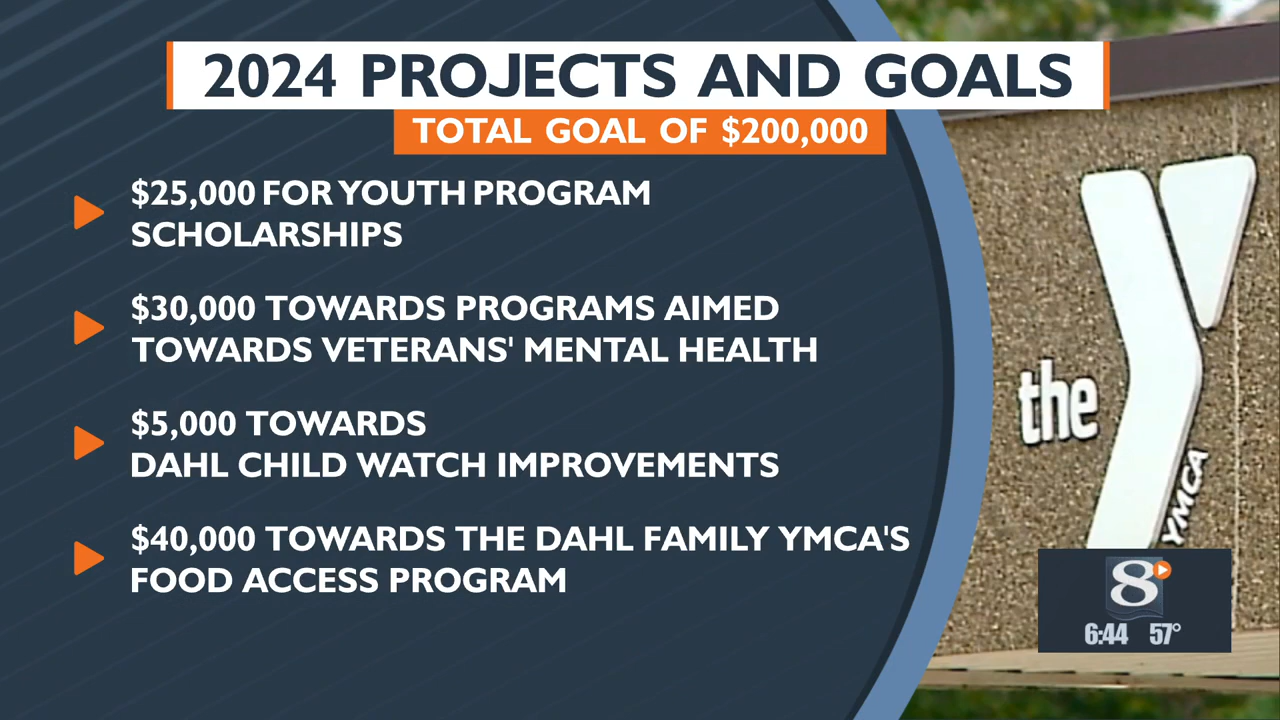 2024 PROJECTS AND GOALS
TOTAL GOAL OF $200,000
$25,000 FOR YOUTH PROGRAM
SCHOLARSHIPS
$30,000 TOWARDS PROGRAMS AIMED
TOWARDS VETERANS' MENTAL HEALTH
$5,000 TOWARDS
DAHL CHILD WATCH IMPROVEMENTS
$40,000 TOWARDS THE DAHL FAMILY YMCA'S
FOOD ACCESS PROGRAM
the
Y
YMCA
8
6:44 57°